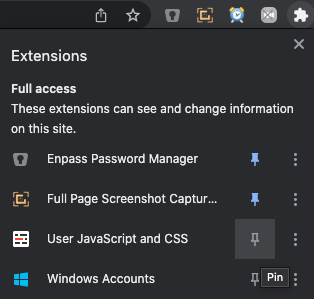 Extensions
Full access
These extensions can see and change information
on this site.
Enpass Password Manager
Full Page Screenshot Captur...
User JavaScript and CSS
Windows Accounts
Pin